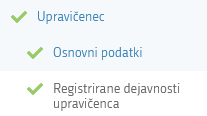 Upravičenec
Osnovni podatki
Registrirane dejavnosti
upravičenca